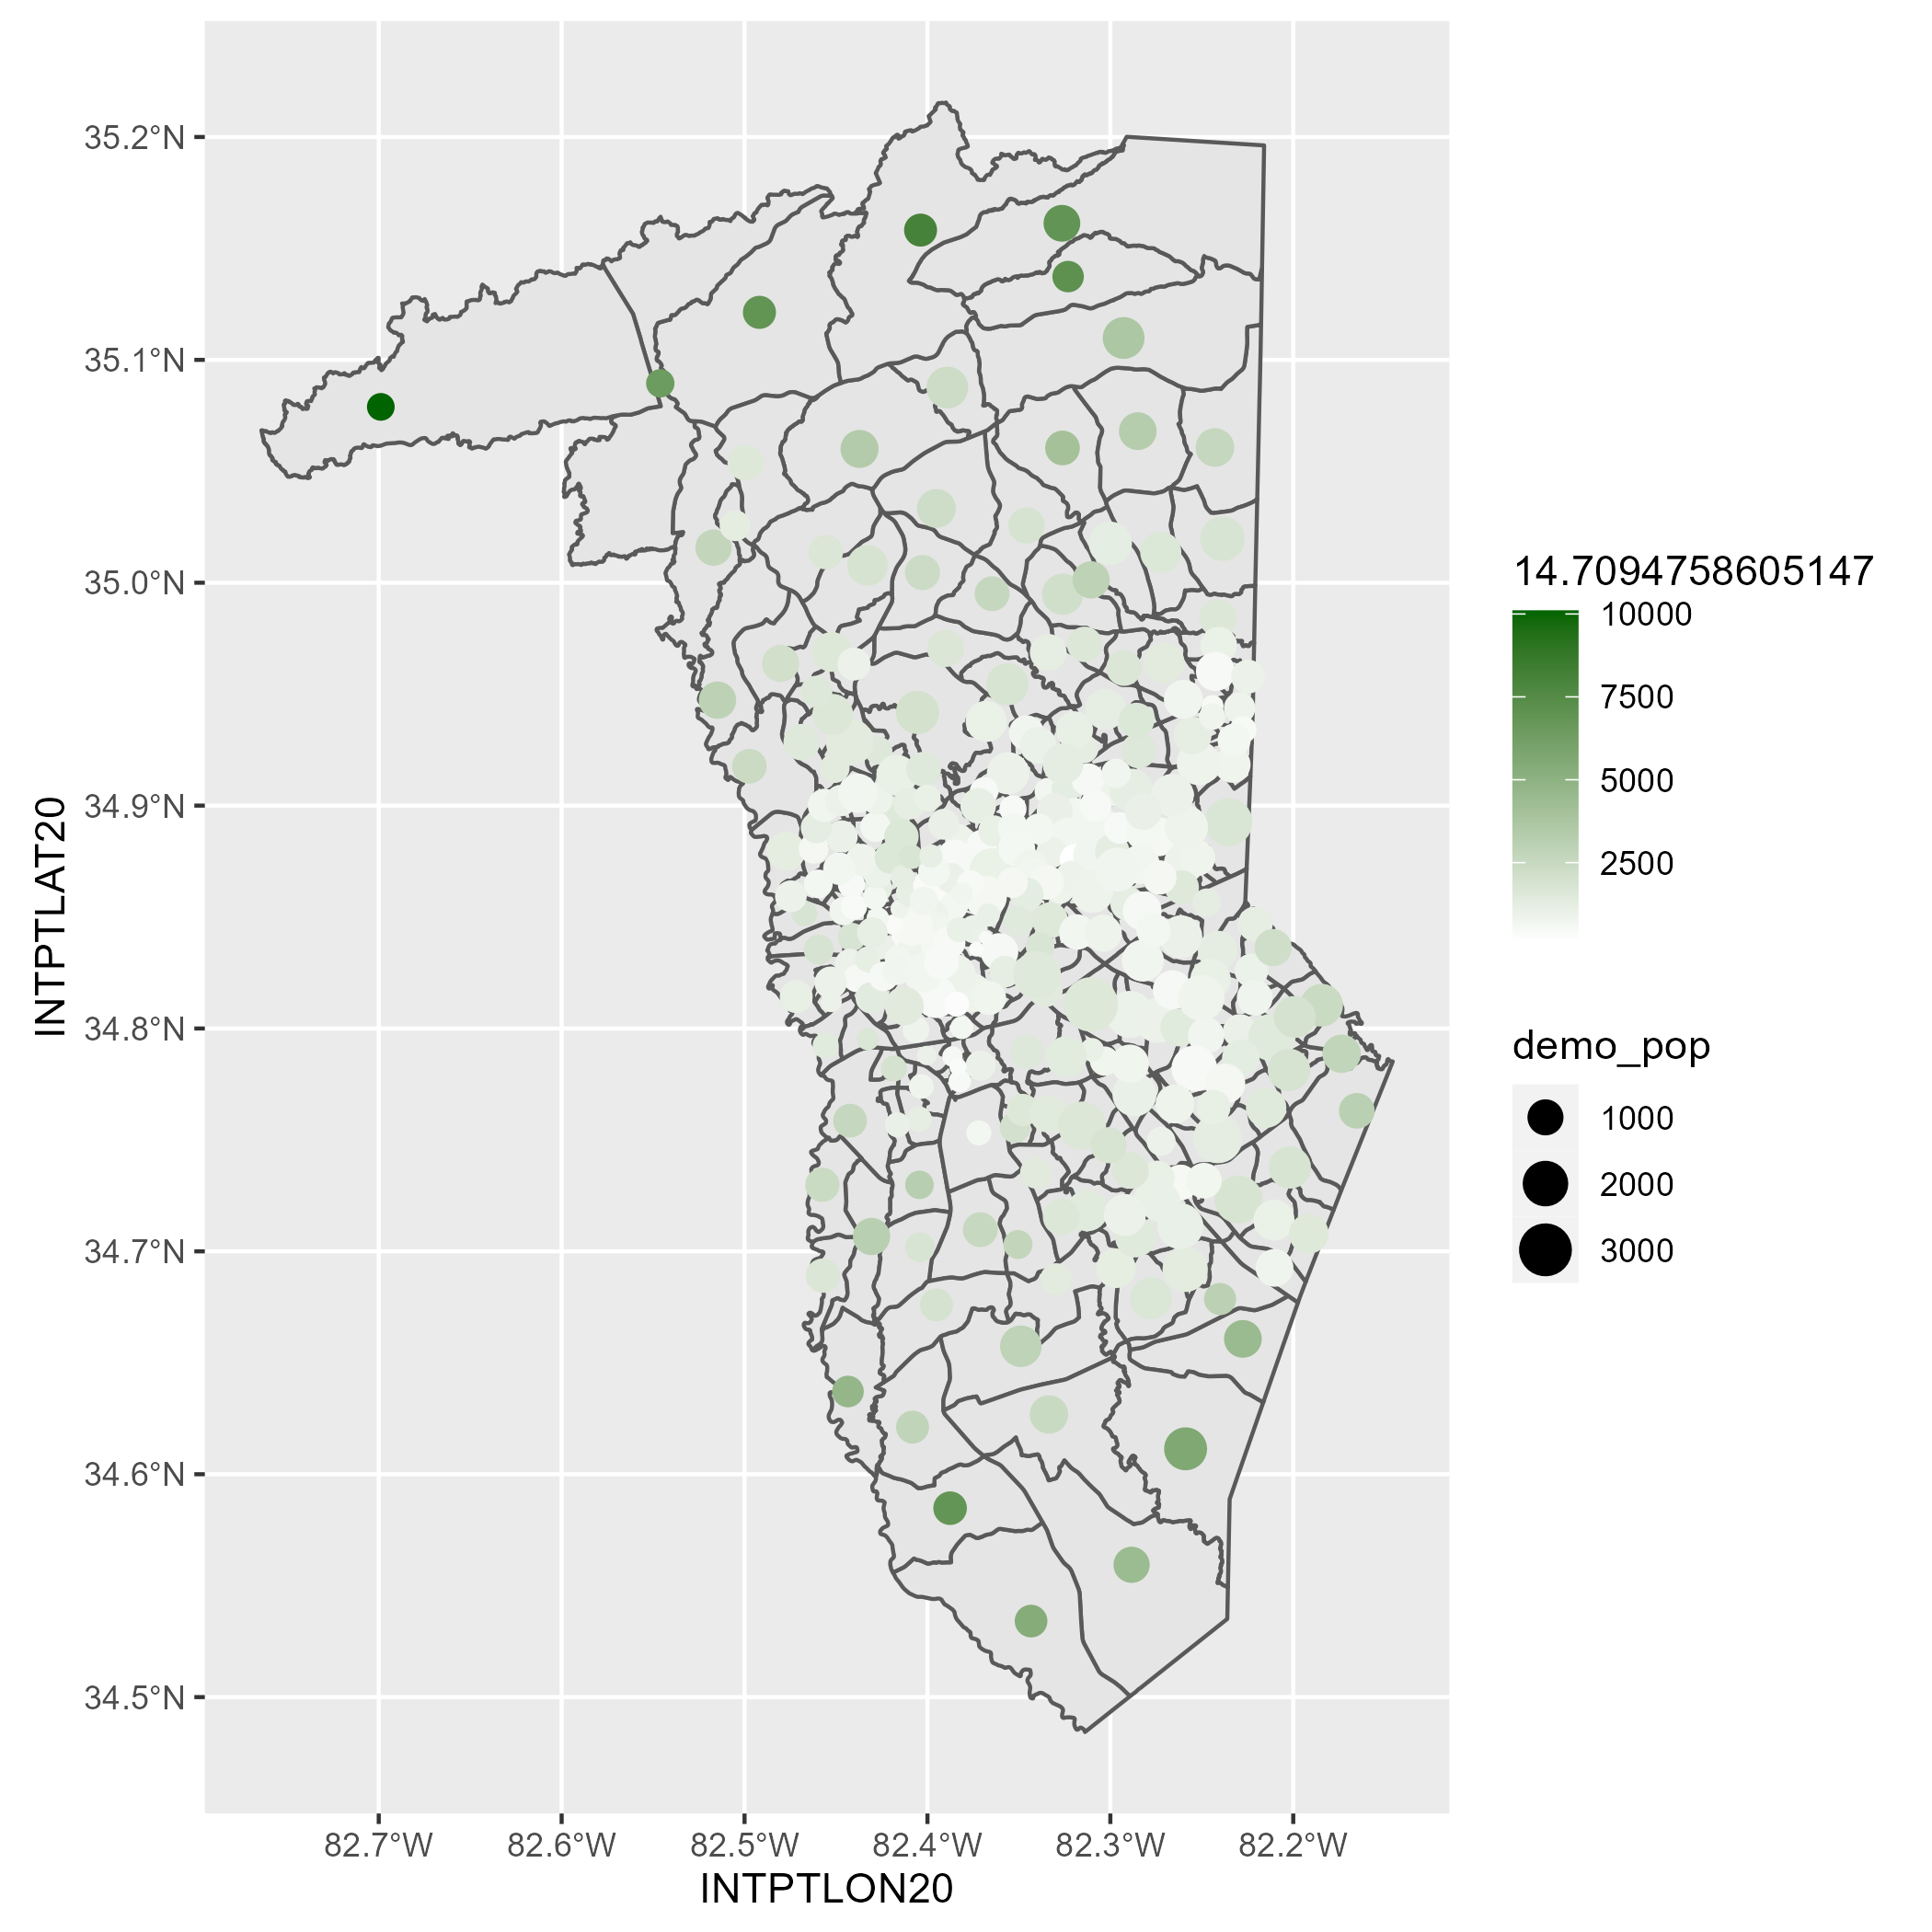 35.2°N
35.1°N
35.0°N
34.9°N
34.8°N
34.7°N
34.6°N
34.5°N
INTPTLAT20
82.7°W 82.6°W 82.5°W 82.4°W 82.3°W 82.2°W
INTPTLON20
14.7094758605147
10000
7500
5000
2500
demo_pop
1000
2000
3000